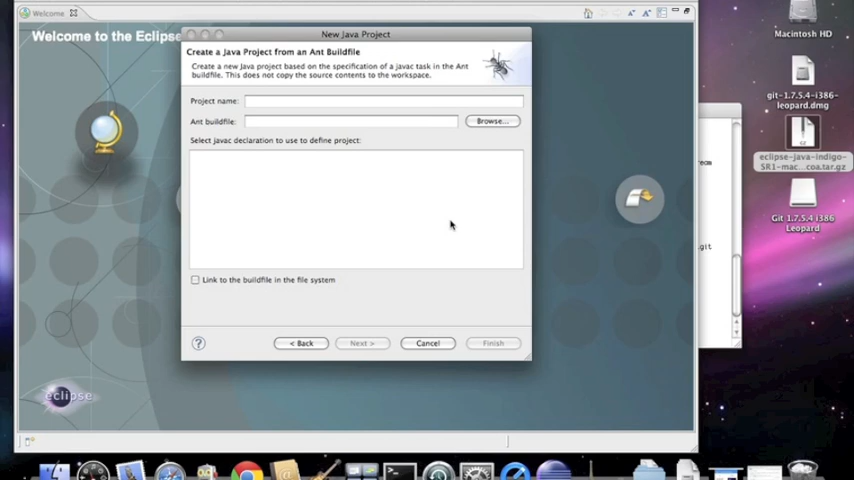 Welcome
Welcome to the Eclipse
New Java Project
Create a Java Project from an Ant Buildfile
Create a new Java project based on the specification of a javac task in the Ant
buildfile. This does not copy the source contents to the workspace.
Project name:
Ant buildfile:
Browse...
Select javac declaration to use to define project:
Link to the buildfile in the file system
?
< Back
Next >
Cancel
Finish
eclipse
Macintosh HD
git-1.7.5.4-i386-
leopard.dmg
GZ
eclipse-java-indigo-
SR1-mac...coa.tar.gz
Git 1.7.5.4 i386
Leopard
.git